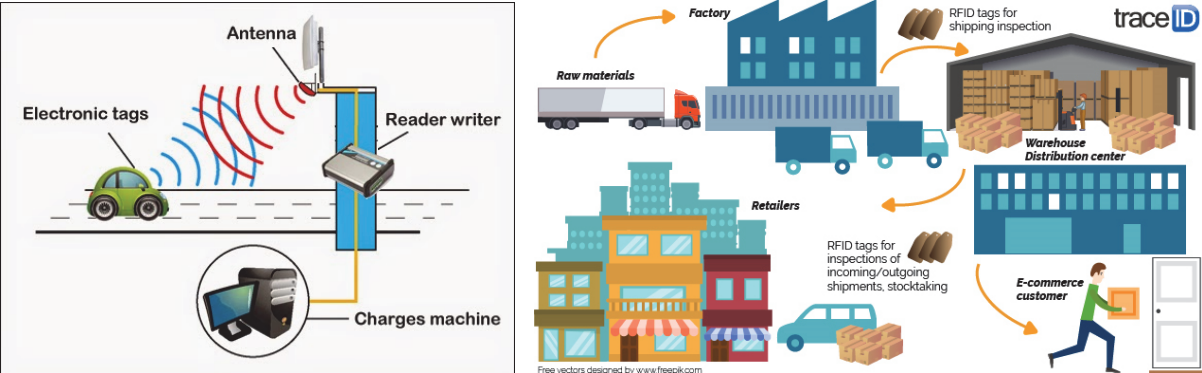 Antenna
Electronic tags
Reader writer
Charges machine
Factory
RFID tags for
shipping inspection
traceID
Raw materials
Warehouse
Distribution center
Retailers
RFID tags for
inspections of
incoming/outgoing
shipments, stocktaking
E-commerce
customer
Free vectors designed by www.freepik.com